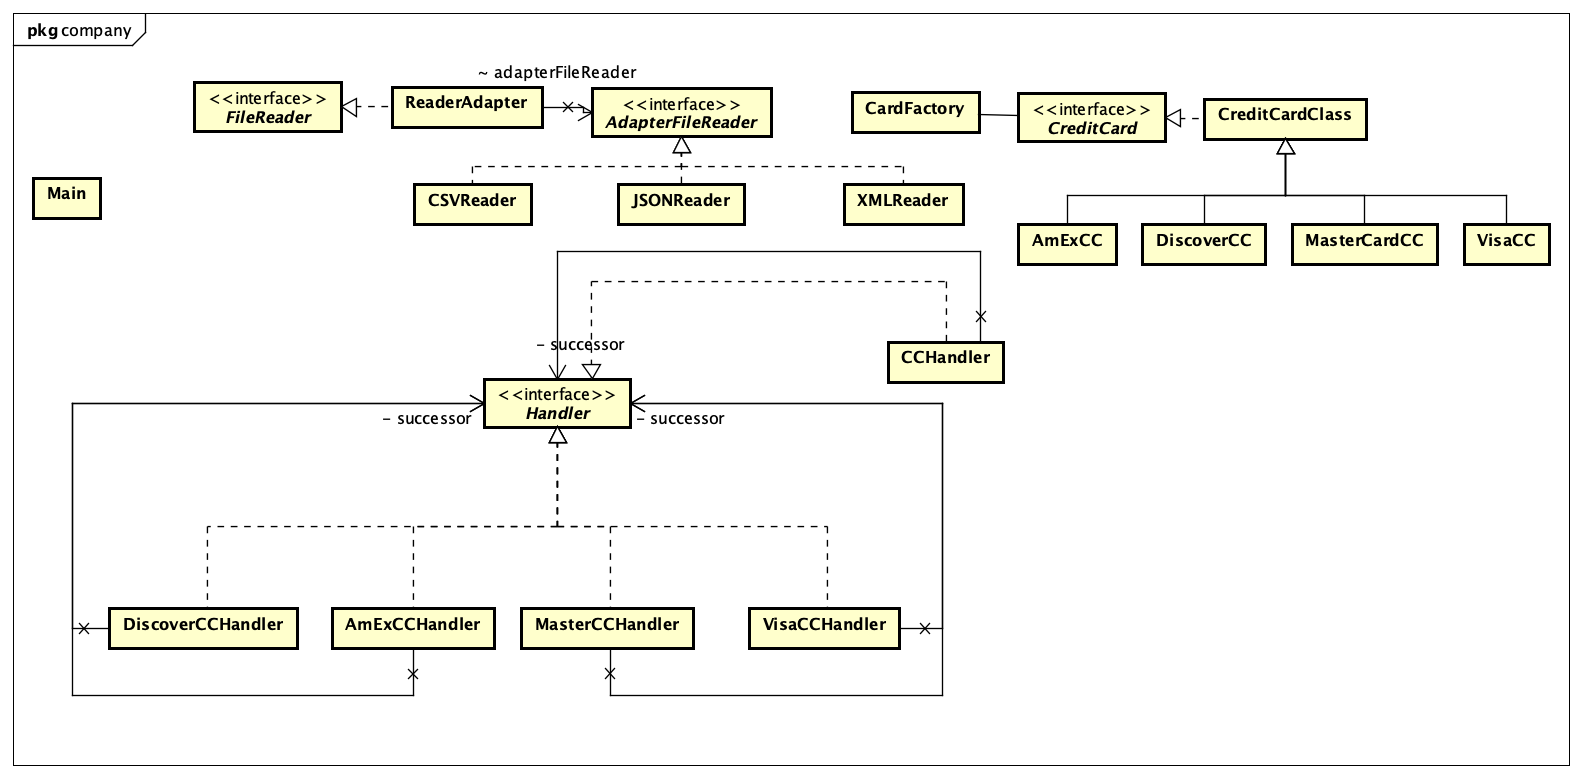 pkg company
~ adapterFileReader
<<interface>>
FileReader
ReaderAdapter
<<interface>>
AdapterFileReader
CardFactory
<<interface>>
CreditCard
CreditCardClass
Main
CSVReader
JSONReader
XMLReader
AmExCC
DiscoverCC
MasterCardCC
VisaCC
- successor
CCHandler
<<interface>>
Handler
- successor
- successor
DiscoverCCHandler
AmExCCHandler
MasterCCHandler
VisaCCHandler